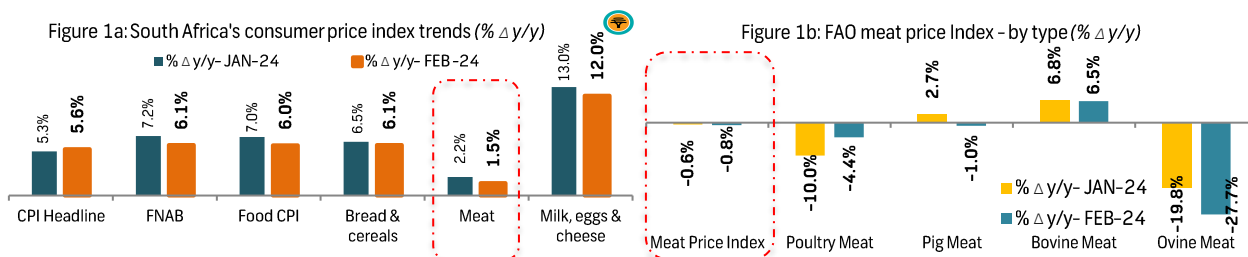 Figure 1a: South Africa's consumer price index trends (% Δ y/y)
% Δ y/y- JAN-24
% Δ y/y- FEB -24
5.3%
5.6%
7.2%
6.1%
7.0%
6.0%
6.5%
6.1%
2.2%
1.5%
13.0%
12.0%
CPI Headline
FNAB
Food CPI
Bread &
cereals
Meat
Milk, eggs &
cheese
Figure 1b: FAO meat price Index - by type (% Δ y/y)
-0.6%
-0.8%
-10.0%
-4.4%
2.7%
-1.0%
6.8%
6.5%
-19.8%
-27.7%
% Δ y/y- JAN-24
% Δ y/y- FEB-24
Meat Price Index
Poultry Meat
Pig Meat
Bovine Meat
Ovine Meat